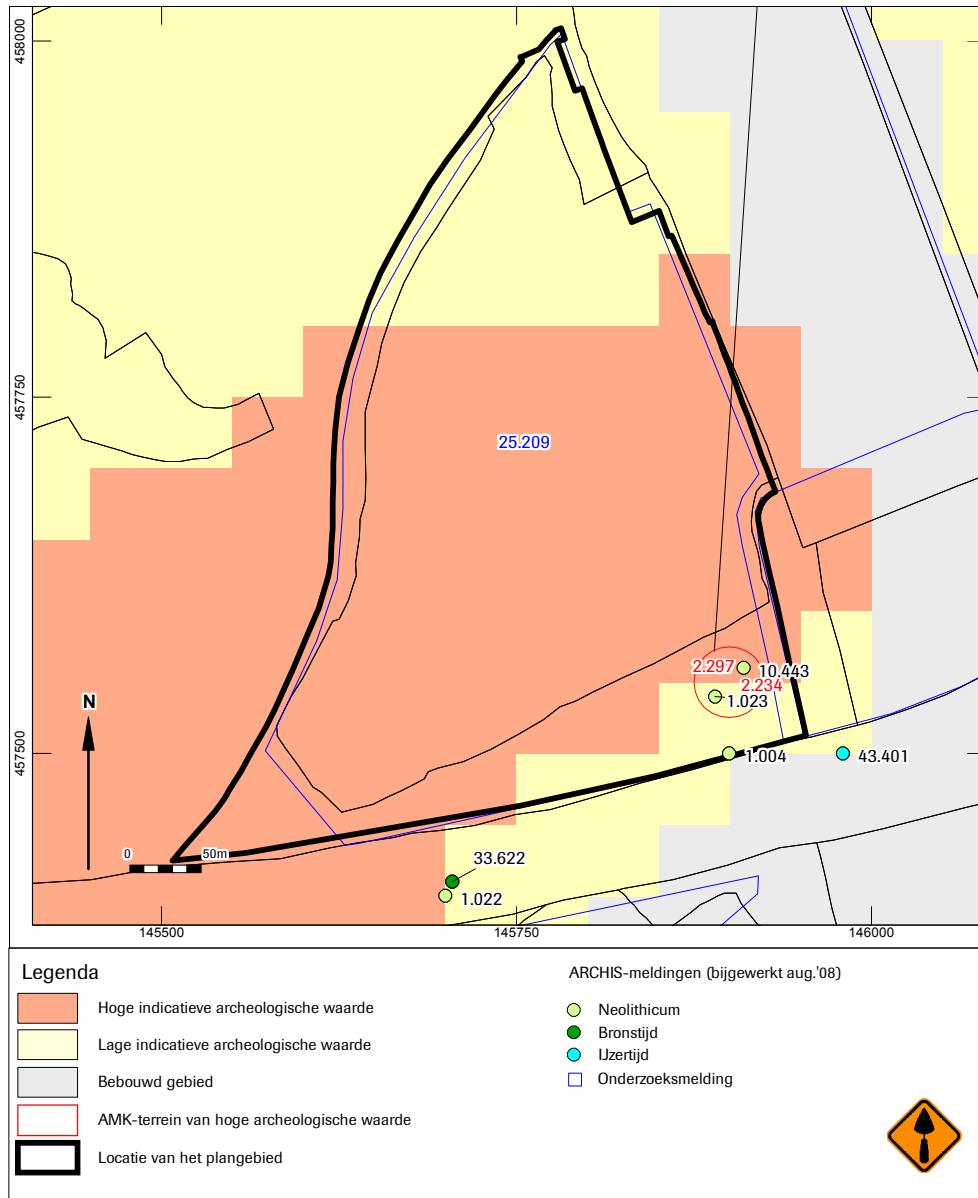 458000
457750
25.209
2.297
10.443
2.234
1.023
N
457500
1.004
43.401
0
50m
33.622
1.022
145500
145750
146000
Legenda
Hoge indicatieve archeologische waarde
Lage indicatieve archeologische waarde
Bebouwd gebied
AMK-terrein van hoge archeologische waarde
Locatie van het plangebied
ARCHIS-meldingen (bijgewerkt aug.'08)
Neolithicum
Bronstijd
IJzertijd
Onderzoeksmelding